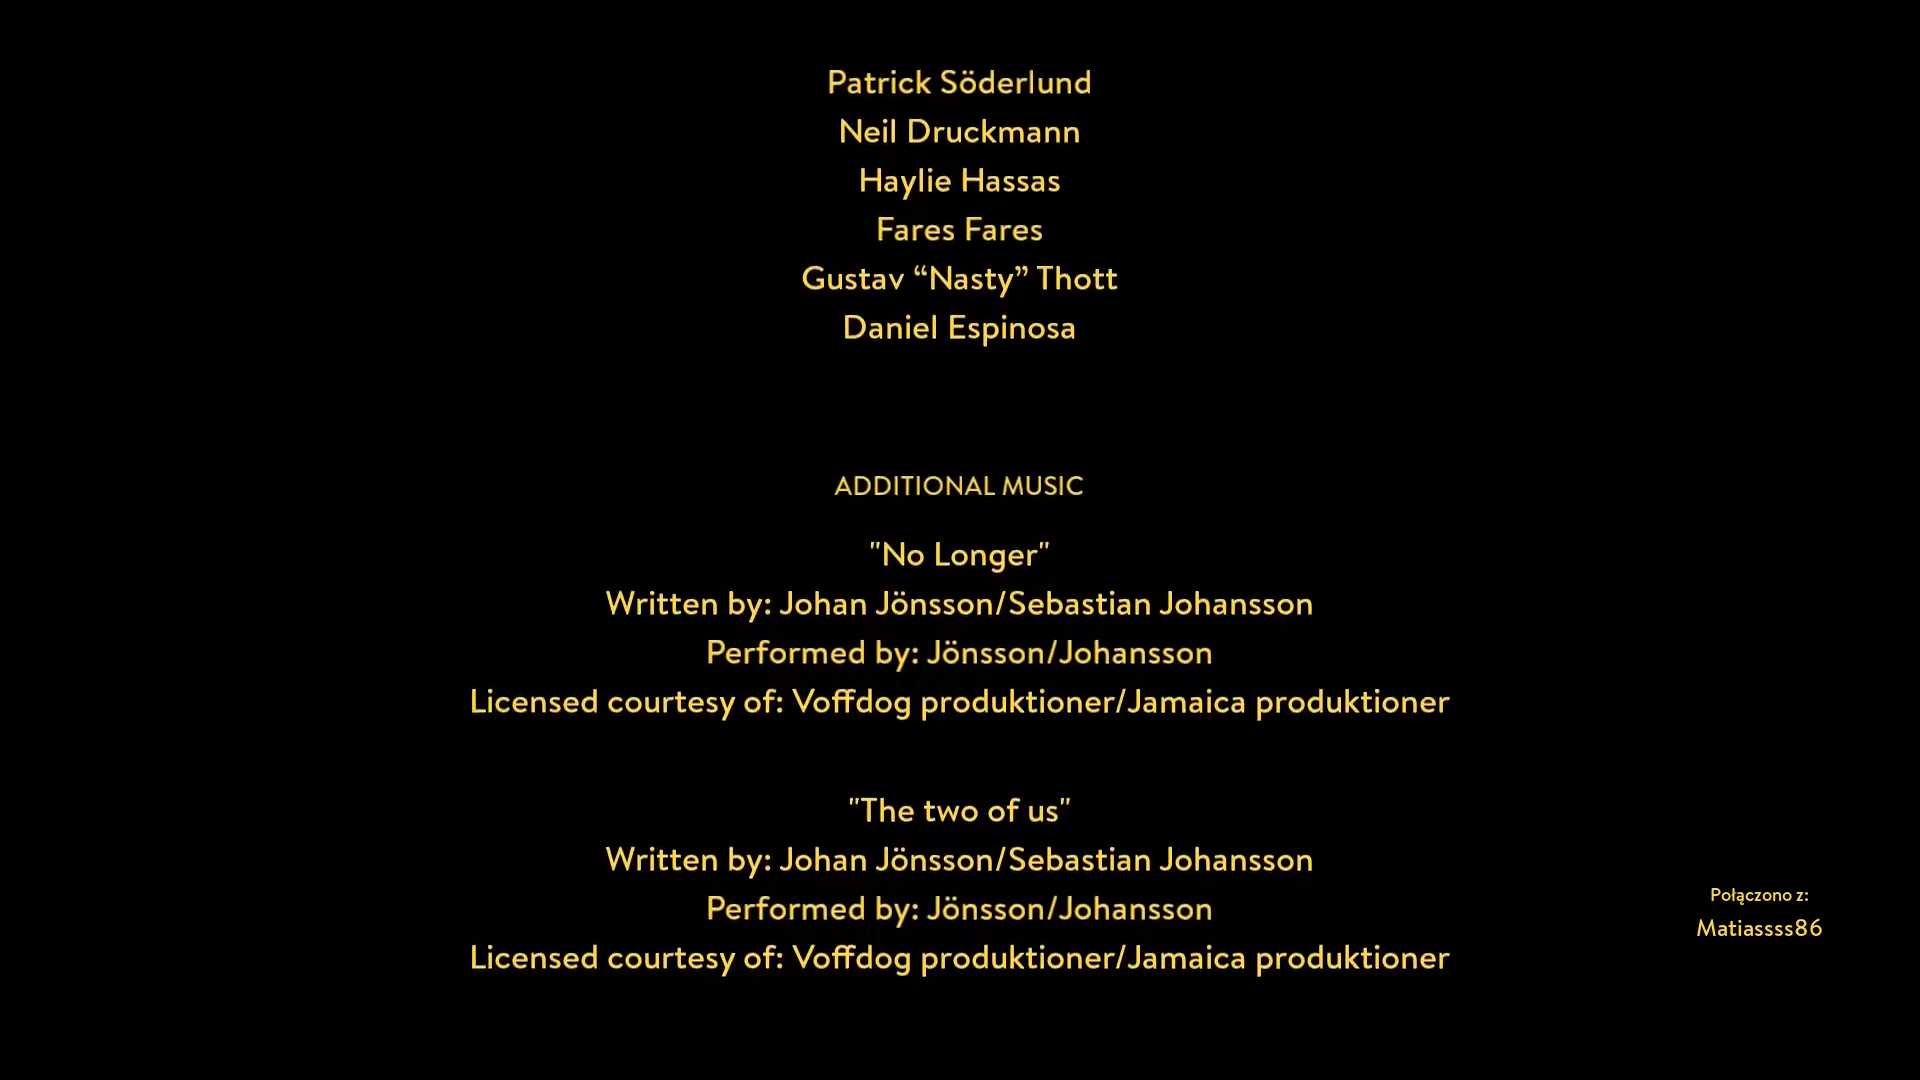 Patrick Söderlund
Neil Druckmann
Haylie Hassas
Fares Fares
Gustav “Nasty” Thott
Daniel Espinosa
ADDITIONAL MUSIC
"No Longer"
Written by: Johan Jönsson/Sebastian Johansson
Performed by: Jönsson/Johansson
Licensed courtesy of: Voffdog produktioner/Jamaica produktioner
"The two of us"
Written by: Johan Jönsson/Sebastian Johansson
Performed by: Jönsson/Johansson
Licensed courtesy of: Voffdog produktioner/Jamaica produktioner
Połączono z:
Matiassss86